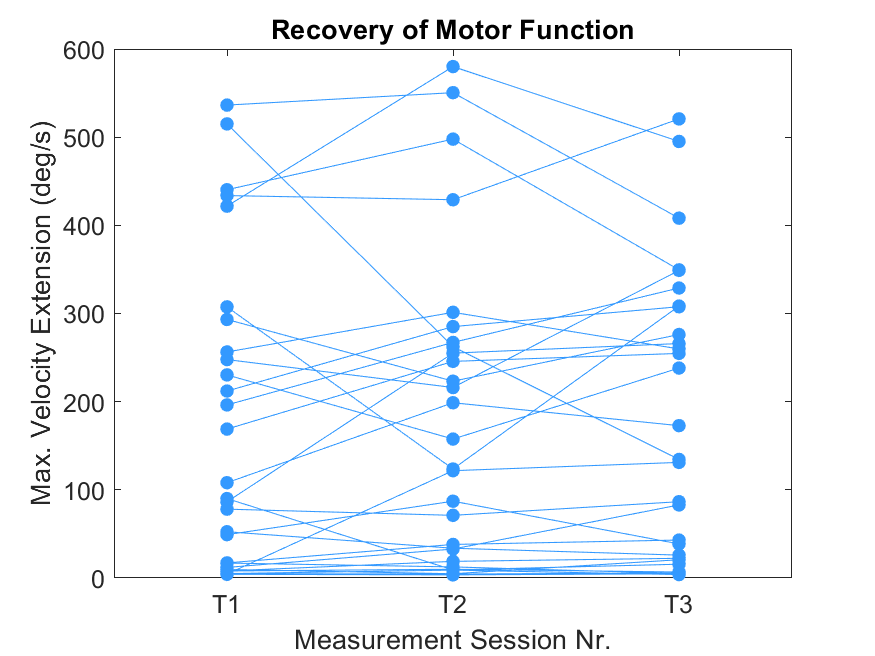 Recovery of Motor Function
600
500
400
300
200
100
0
Max. Velocity Extension (deg/s)
T1 T2 T3
Measurement Session Nr.